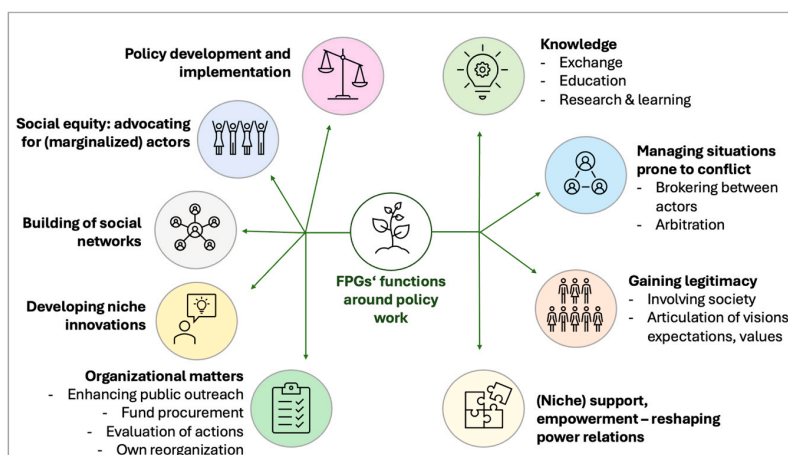 Policy development and
implementation
Social equity: advocating
for (marginalized) actors
Building of social
networks
Developing niche
innovations
Organizational matters
- Enhancing public outreach
- Fund procurement
- Evaluation of actions
- Own reorganization
FPGs‘ functions
around policy
work
Knowledge
- Exchange
- Education
- Research & learning
Managing situations
prone to conflict
- Brokering between
actors
- Arbitration
Gaining legitimacy
- Involving society
- Articulation of visions
expectations, values
(Niche) support,
empowerment – reshaping
power relations